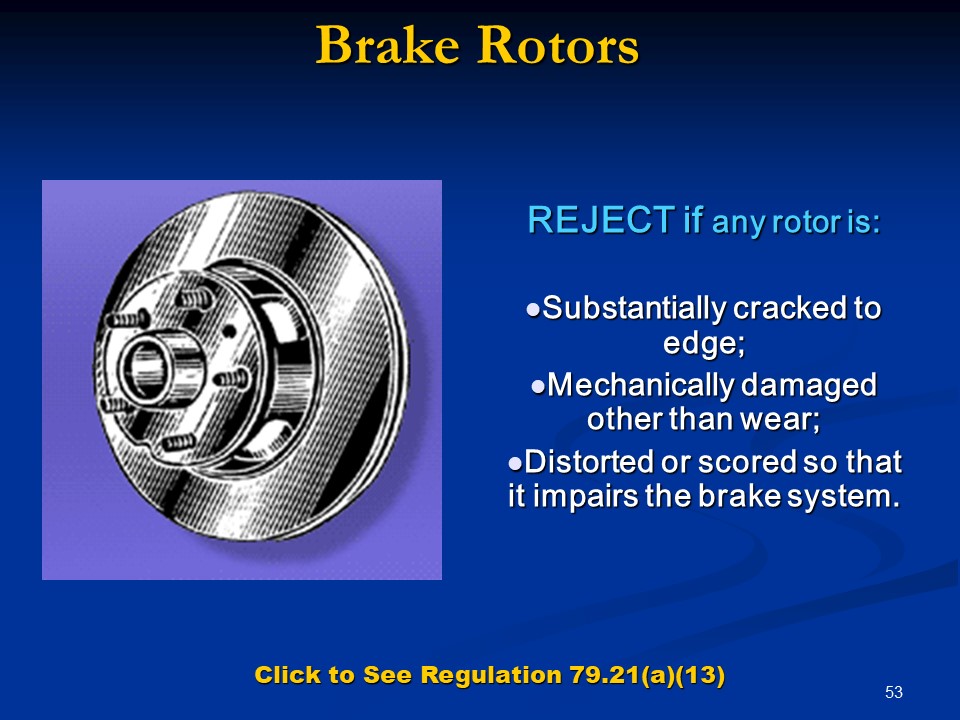 Brake Rotors
REJECT if any rotor is:
●Substantially cracked to
edge;
●Mechanically damaged
other than wear;
●Distorted or scored so that
it impairs the brake system.
Click to See Regulation 79.21(a)(13)
53